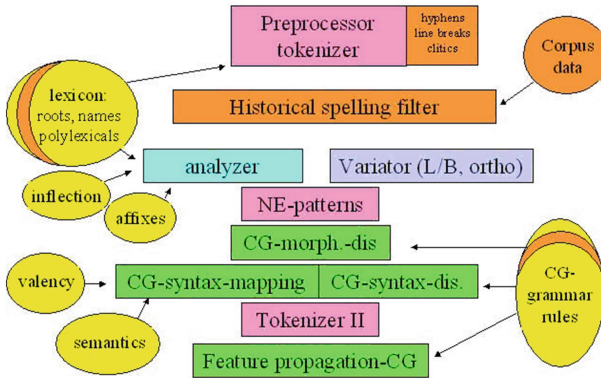 Preprocessor
tokenizer
hyphens
line breaks
clitics
Corpus
data
lexicon:
roots, names
polylexicals
Historical spelling filter
analyzer
Variator (L/B, ortho)
inflection
affixes
NE-patterns
CG-morph.-dis
valency
CG-syntax-mapping
CG-syntax-dis.
CG-
grammar
rules
semantics
Tokenizer II
Feature propagation-CG